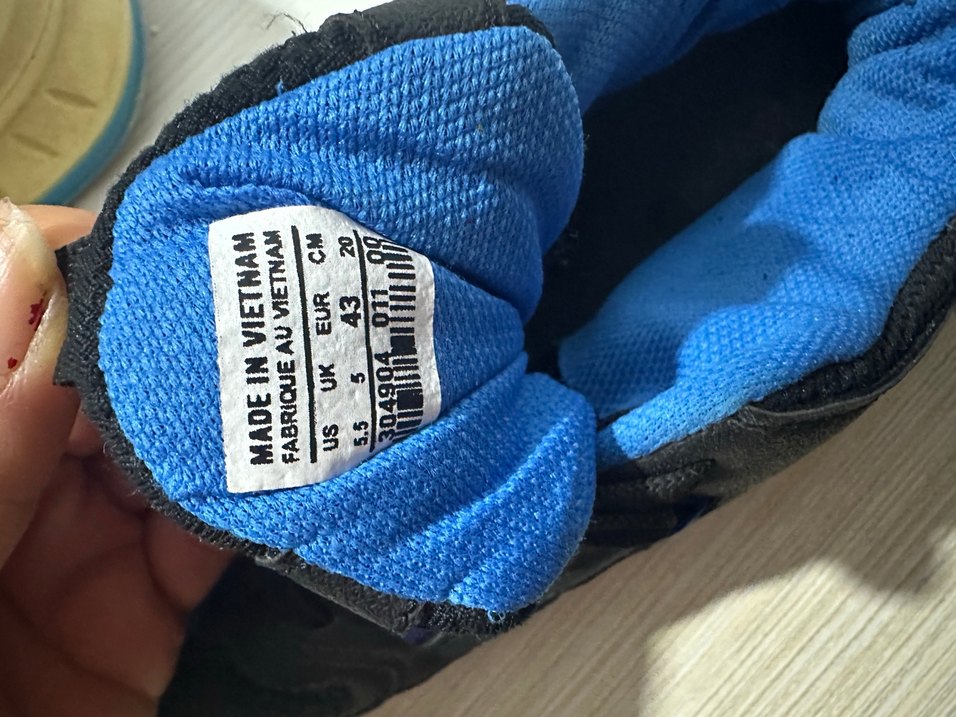 MADE IN VIETNAM
FABRIQUE AU VIETNAM
US UK EUR CM
5.5 5 43 20
304904 011 09